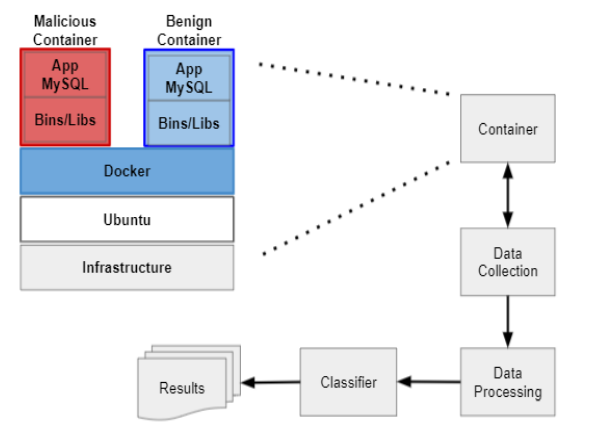 Malicious
Container
Benign
Container
App
MySQL
Bins/Libs
App
MySQL
Bins/Libs
Docker
Ubuntu
Infrastructure
Container
Data
Collection
Data
Processing
Classifier
Results